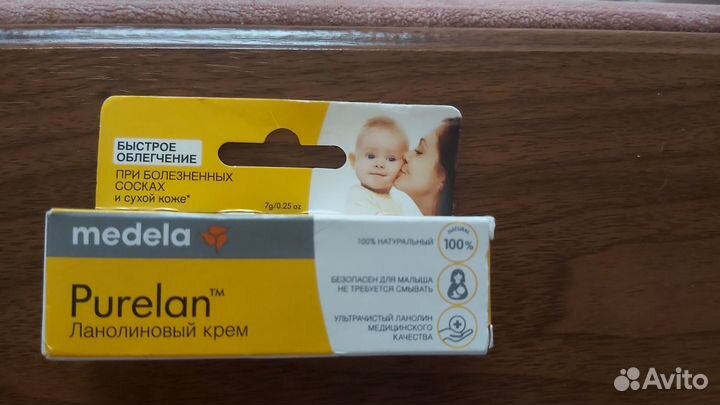 БЫСТРОЕ
ОБЛЕГЧЕНИЕ
ПРИ БОЛЕЗНЕННЫХ
СОСКАХ
И СУХОЙ КОЖЕ*
7g/0.25 oz
medela
Purelan™
Ланолиновый крем
100% НАТУРАЛЬНЫЙ
NATURAL
100%
БЕЗОПАСЕН ДЛЯ МАЛЫША
НЕ ТРЕБУЕТСЯ СМЫВАТЬ
УЛЬТРАЧИСТЫЙ ЛАНОЛИН
МЕДИЦИНСКОГО
КАЧЕСТВА
Avito